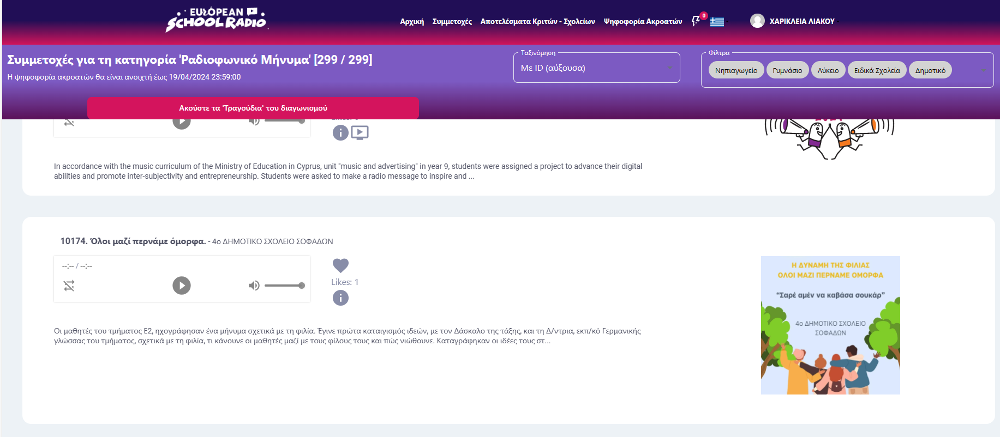 EUROPEAN
SCHOOL RADIO
Αρχική Συμμετοχές Αποτελέσματα Κριτών - Σχολείων Ψηφοφορία Ακροατών 0 ΧΑΡΙΚΛΕΙΑ ΛΙΑΚΟΥ
Συμμετοχές για τη κατηγορία 'Ραδιοφωνικό Μήνυμα' [299 / 299]
Η ψηφοφορία ακροατών θα είναι ανοιχτή έως 19/04/2024 23:59:00
Ταξινόμηση
Με ID (αύξουσα)
Φίλτρα
Νηπιαγωγείο Γυμνάσιο Λύκειο Ειδικά Σχολεία Δημοτικό
Ακούστε τα 'Τραγούδια' του διαγωνισμού
In accordance with the music curriculum of the Ministry of Education in Cyprus, unit "music and advertising" in year 9, students were assigned a project to advance their digital
abilities and promote inter-subjectivity and entrepreneurship. Students were asked to make a radio message to inspire and ...
10174. Όλοι μαζί περνάμε όμορφα. - 4ο ΔΗΜΟΤΙΚΟ ΣΧΟΛΕΙΟ ΣΟΦΑΔΩΝ
--:-- / --:--
Likes: 1
Οι μαθητές του τμήματος Ε2, ηχογράφησαν ένα μήνυμα σχετικά με τη φιλία. Έγινε πρώτα καταιγισμός ιδεών, με τον Δάσκαλο της τάξης, και τη Δ/ντρια, εκπ/κό Γερμανικής
γλώσσας του τμήματος, σχετικά με τη φιλία, τι κάνουνε οι μαθητές μαζί με τους φίλους τους και πώς νιώθουνε. Καταγράφηκαν οι ιδέες τους στ...
Η ΔΥΝΑΜΗ ΤΗΣ ΦΙΛΙΑΣ
ΟΛΟΙ ΜΑΖΙ ΠΕΡΝΑΜΕ ΟΜΟΡΦΑ
"Σαρέ αμέν να καβάσα σουκάρ"
4ο ΔΗΜΟΤΙΚΟ ΣΧΟΛΕΙΟ
ΣΟΦΑΔΩΝ